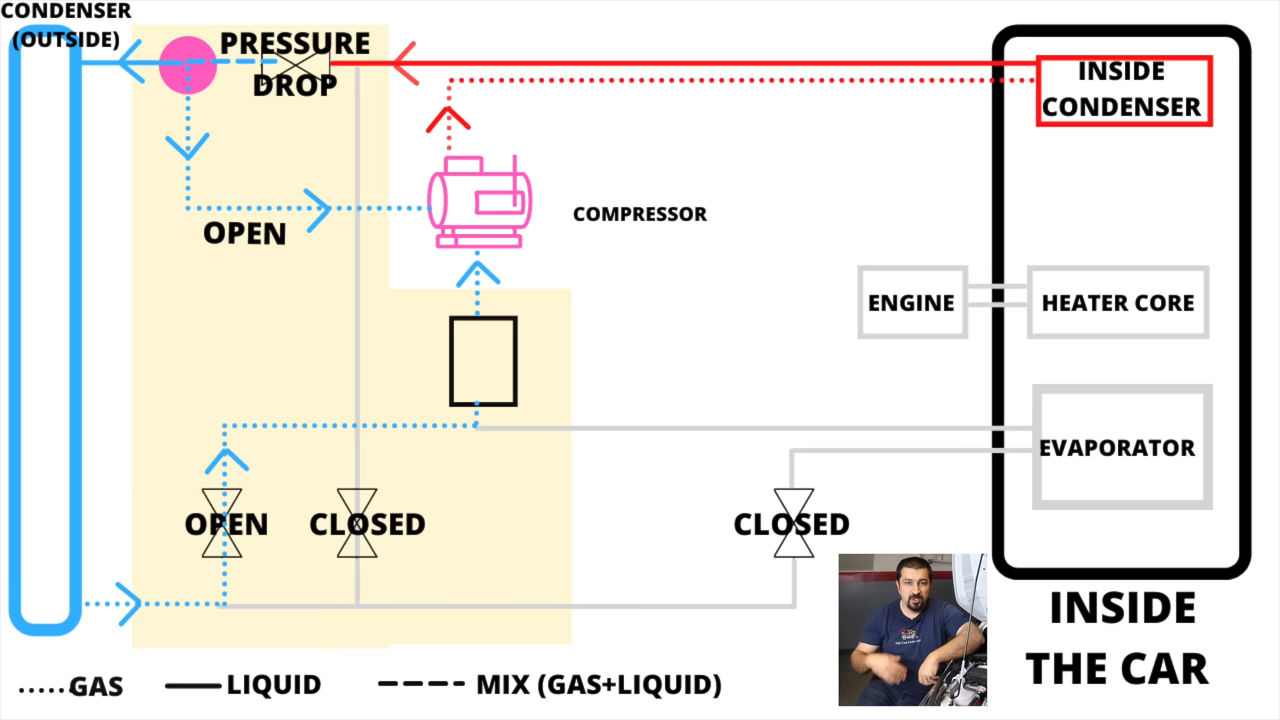 CONDENSER
(OUTSIDE)
PRESSURE
DROP
INSIDE
CONDENSER
COMPRESSOR
OPEN
ENGINE
HEATER CORE
EVAPORATOR
OPEN
CLOSED
CLOSED
INSIDE
THE CAR
GAS
LIQUID
MIX (GAS+LIQUID)